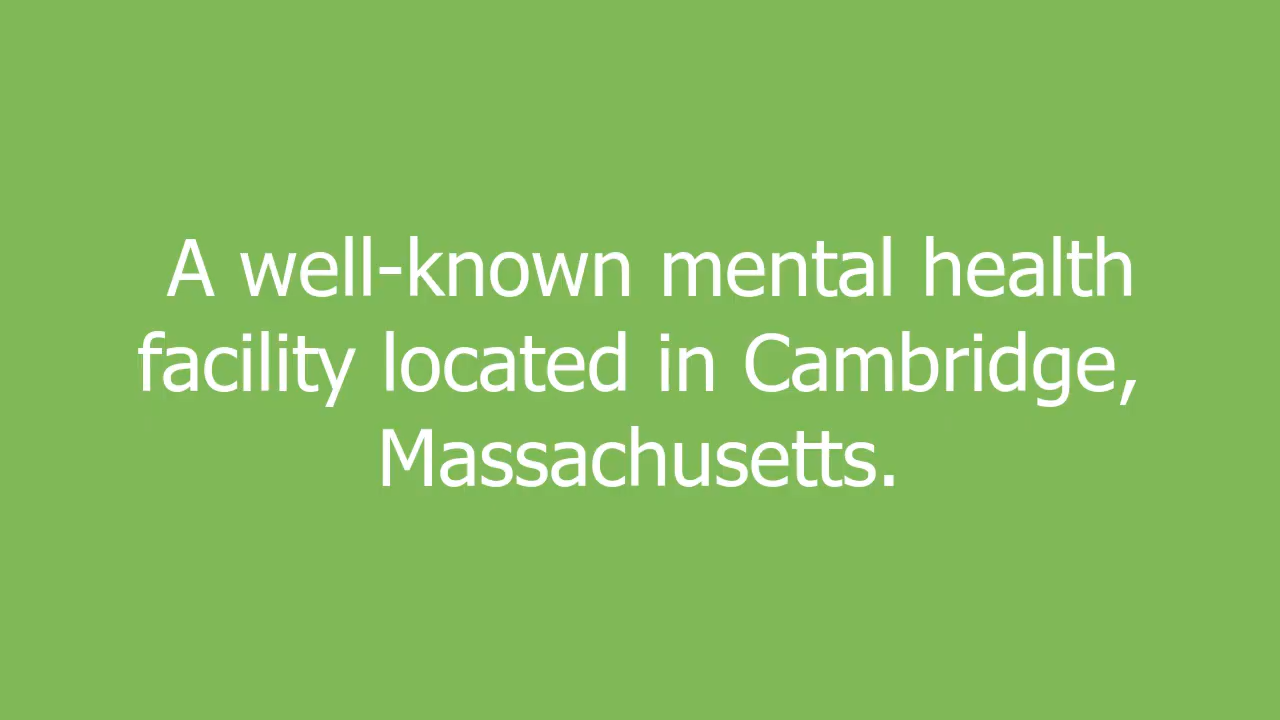 A well-known mental health
facility located in Cambridge,
Massachusetts.